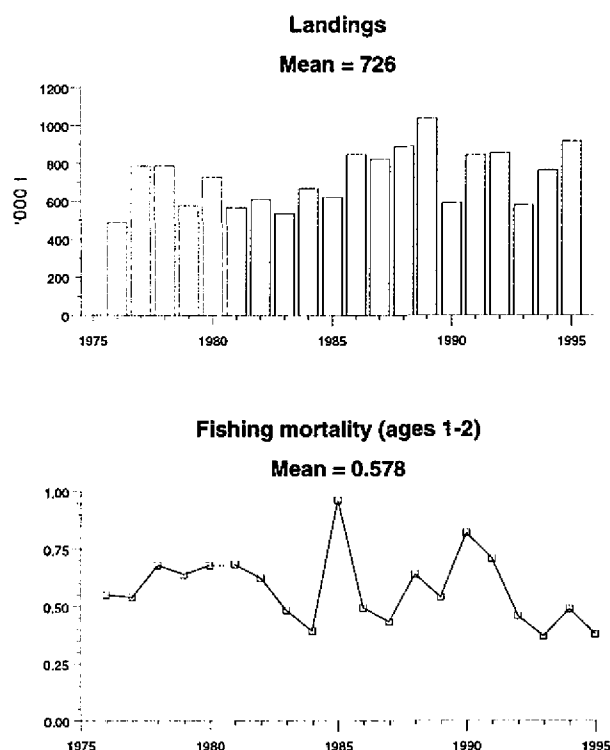 Landings
Mean = 726
1200
1000
800
600
400
200
0
'000 t
1975 1980 1985 1990 1995
Fishing mortality (ages 1-2)
Mean = 0.578
1.00
0.75
0.50
0.25
0.00
1975 1980 1985 1990 1995